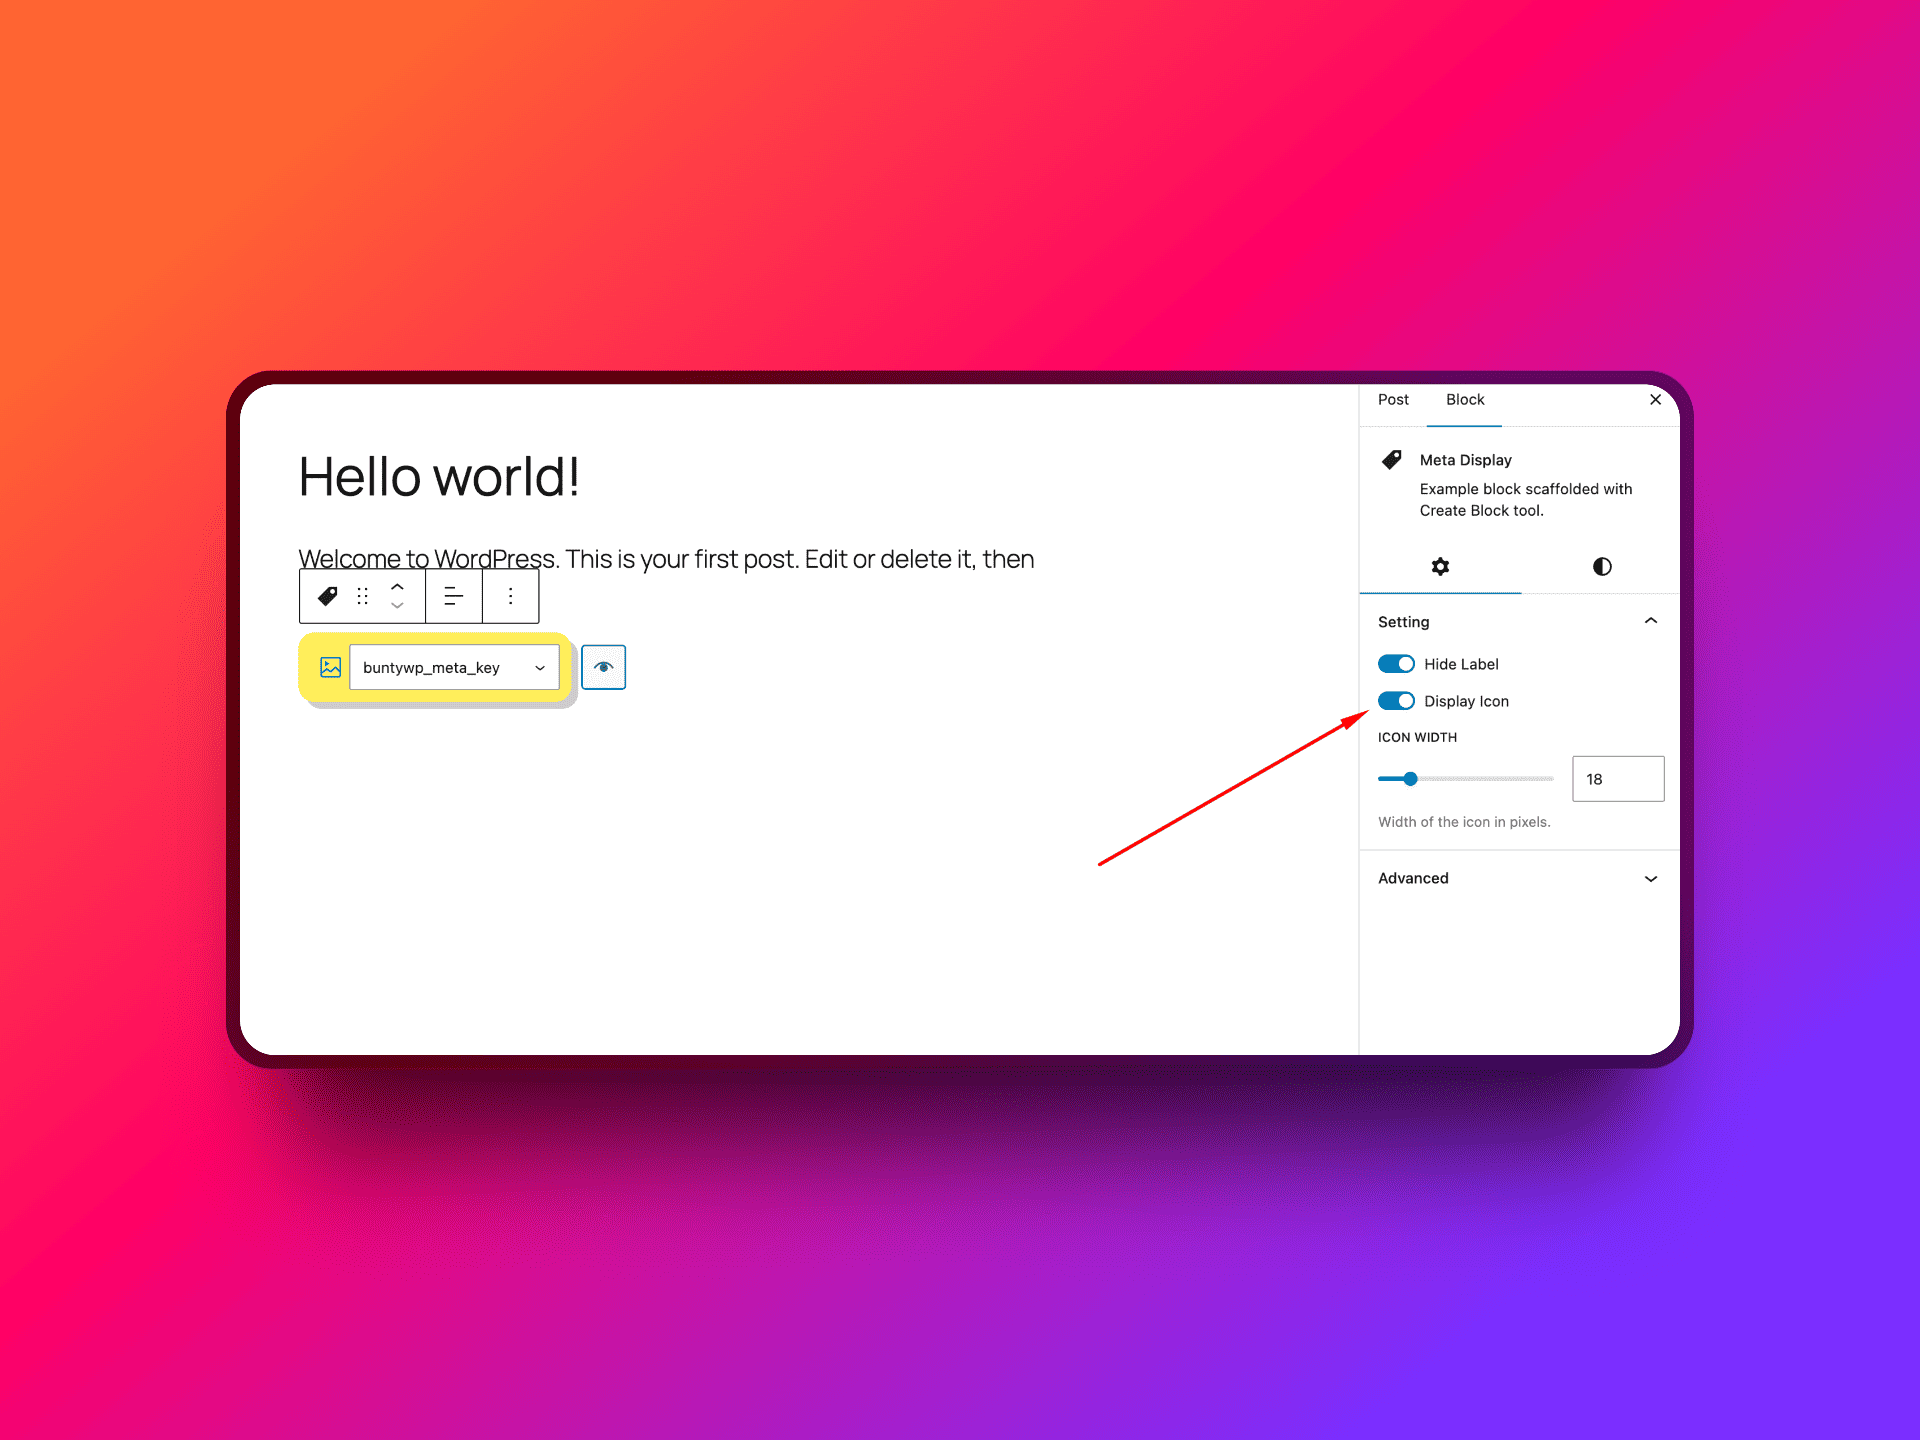 Hello world!
Welcome to WordPress. This is your first post. Edit or delete it, then
buntywp_meta_key
Post Block
Meta Display
Example block scaffolded with
Create Block tool.
Setting
Hide Label
Display Icon
ICON WIDTH
18
Width of the icon in pixels.
Advanced